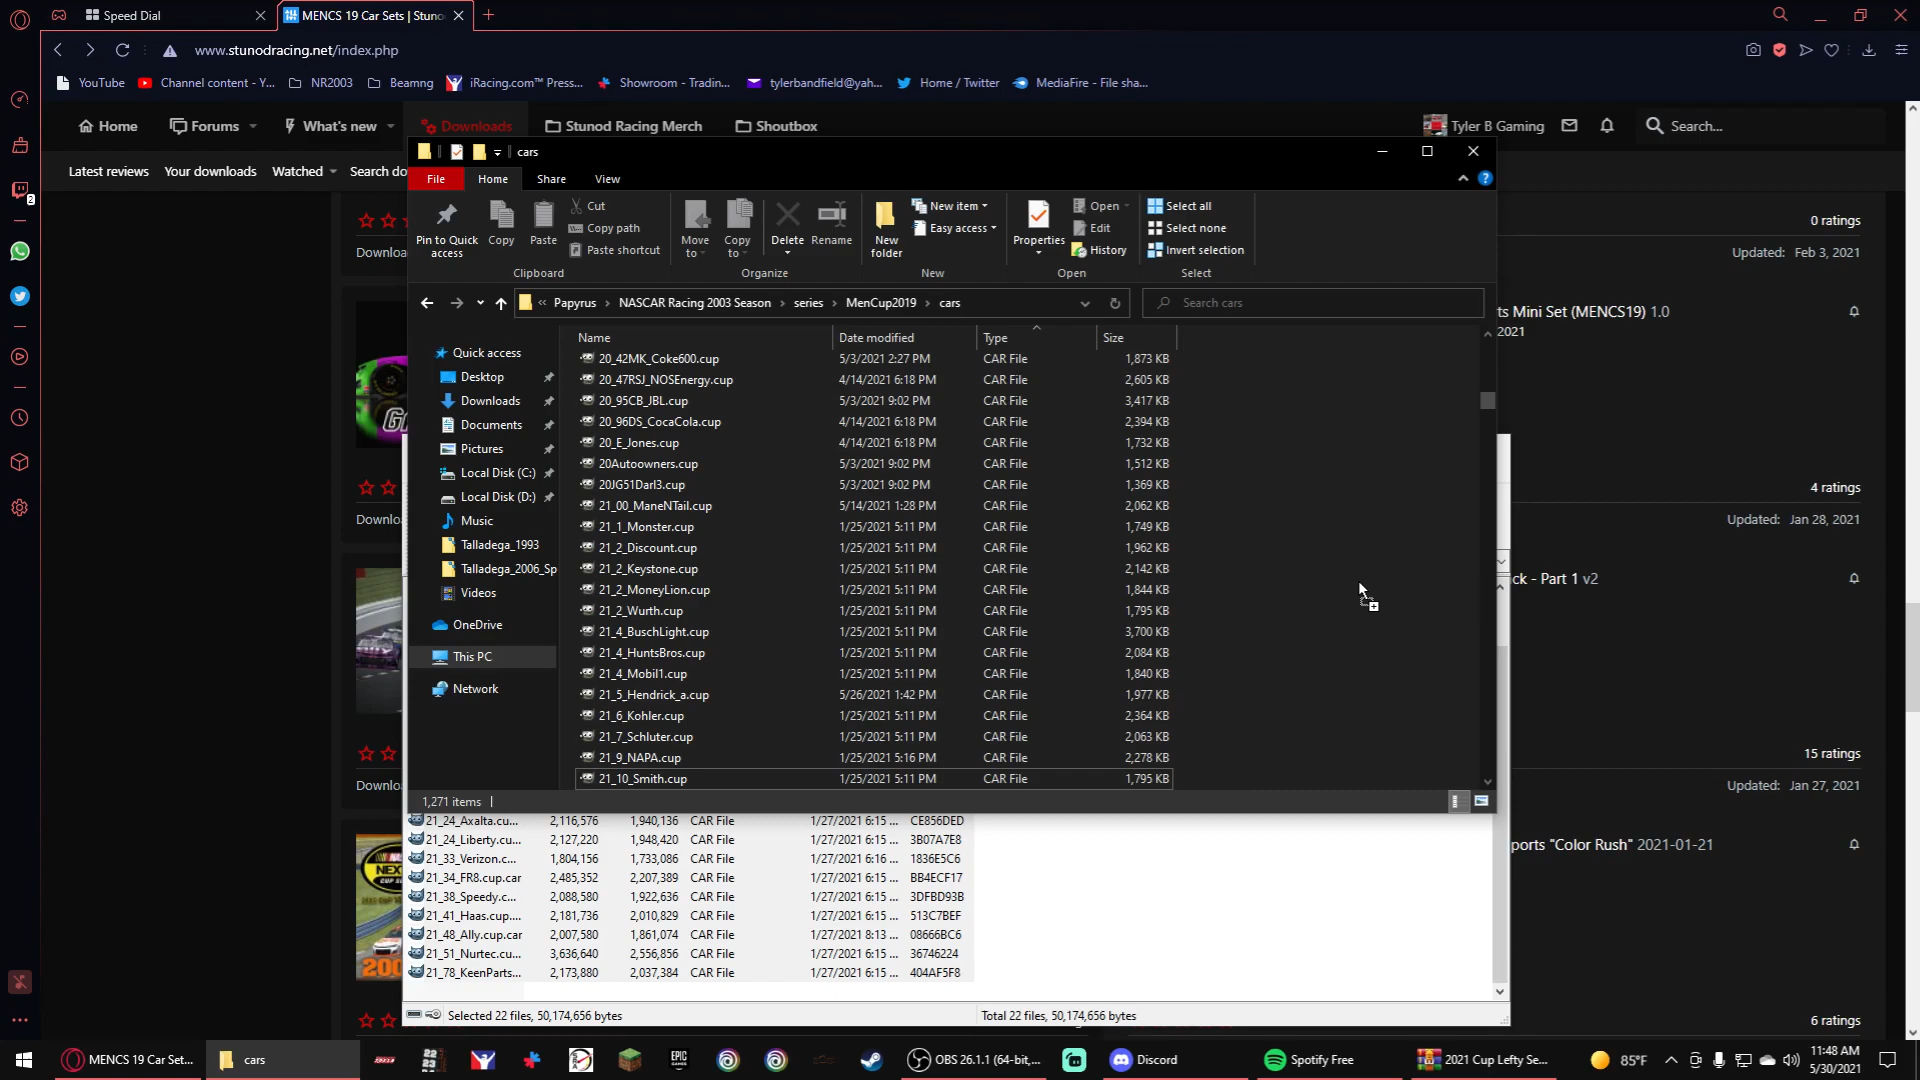 Speed Dial
MENCS 19 Car Sets | Stuno
www.stunodracing.net/index.php
YouTube Channel content - Y... NR2003 Beamng iRacing.com™ Press... Showroom - Tradin... tylerbandfield@yah... Home / Twitter MediaFire - File sha...
Home Forums What's new Downloads Stunod Racing Merch Shoutbox Tyler B Gaming Search...
Latest reviews Your downloads Watched Search do
cars
File Home Share View
Pin to Quick access Copy Paste Cut Copy path Paste shortcut
Move to Copy to Delete Rename
New folder New item Easy access
Properties Open Edit History
Select all Select none Invert selection
Clipboard Organize New Open Select
« Papyrus › NASCAR Racing 2003 Season › series › MenCup2019 › cars
Search cars
Quick access
Desktop
Downloads
Documents
Pictures
Local Disk (C:)
Local Disk (D:)
Music
Talladega_1993
Talladega_2006_Sp
Videos
OneDrive
This PC
Network
Name Date modified Type Size
20_42MK_Coke600.cup 5/3/2021 2:27 PM CAR File 1,873 KB
20_47RSJ_NOSEnergy.cup 4/14/2021 6:18 PM CAR File 2,605 KB
20_95CB_JBL.cup 5/3/2021 9:02 PM CAR File 3,417 KB
20_96DS_CocaCola.cup 4/14/2021 6:18 PM CAR File 2,394 KB
20_E_Jones.cup 4/14/2021 6:18 PM CAR File 1,732 KB
20Autoowners.cup 5/3/2021 9:02 PM CAR File 1,512 KB
20JG51Darl3.cup 5/3/2021 9:02 PM CAR File 1,369 KB
21_00_ManeNTail.cup 5/14/2021 1:28 PM CAR File 2,062 KB
21_1_Monster.cup 1/25/2021 5:11 PM CAR File 1,749 KB
21_2_Discount.cup 1/25/2021 5:11 PM CAR File 1,962 KB
21_2_Keystone.cup 1/25/2021 5:11 PM CAR File 2,142 KB
21_2_MoneyLion.cup 1/25/2021 5:11 PM CAR File 1,844 KB
21_2_Wurth.cup 1/25/2021 5:11 PM CAR File 1,795 KB
21_4_BuschLight.cup 1/25/2021 5:11 PM CAR File 3,700 KB
21_4_HuntsBros.cup 1/25/2021 5:11 PM CAR File 2,084 KB
21_4_Mobil1.cup 1/25/2021 5:11 PM CAR File 1,840 KB
21_5_Hendrick_a.cup 5/26/2021 1:42 PM CAR File 1,977 KB
21_6_Kohler.cup 1/25/2021 5:11 PM CAR File 2,364 KB
21_7_Schluter.cup 1/25/2021 5:11 PM CAR File 2,063 KB
21_9_NAPA.cup 1/25/2021 5:16 PM CAR File 2,278 KB
21_10_Smith.cup 1/25/2021 5:11 PM CAR File 1,795 KB
1,271 items
21_24_Axalta.cu... 2,116,576 1,940,136 CAR File 1/27/2021 6:15 ... CE856DED
21_24_Liberty.cu... 2,127,220 1,948,420 CAR File 1/27/2021 6:15 ... 3B07A7E8
21_33_Verizon.c... 1,804,156 1,733,086 CAR File 1/27/2021 6:16 ... 1836E5C6
21_34_FR8.cup.car 2,485,352 2,207,389 CAR File 1/27/2021 6:15 ... BB4ECF17
21_38_Speedy.c... 2,088,580 1,922,636 CAR File 1/27/2021 6:15 ... 3DFBD93B
21_41_Haas.cup.... 2,181,736 2,010,829 CAR File 1/27/2021 6:15 ... 513C7BEF
21_48_Ally.cup.car 2,007,580 1,861,074 CAR File 1/27/2021 8:13 ... 08666BC6
21_51_Nurtec.cu... 3,636,640 2,556,856 CAR File 1/27/2021 6:15 ... 36746224
21_78_KeenParts... 2,173,880 2,037,384 CAR File 1/27/2021 6:15 ... 404AF5F8
Selected 22 files, 50,174,656 bytes Total 22 files, 50,174,656 bytes
0 ratings
Downloa Updated: Feb 3, 2021
ts Mini Set (MENCS19) 1.0
2021
4 ratings
Downloa Updated: Jan 28, 2021
ck - Part 1 v2
15 ratings
Downloa Updated: Jan 27, 2021
ports "Color Rush" 2021-01-21
NEX
CUP SE
200
6 ratings
2
MENCS 19 Car Set... cars EPIC GAMES OBS 26.1.1 (64-bit,... Discord Spotify Free 2021 Cup Lefty Se... 85°F 11:48 AM
5/30/2021